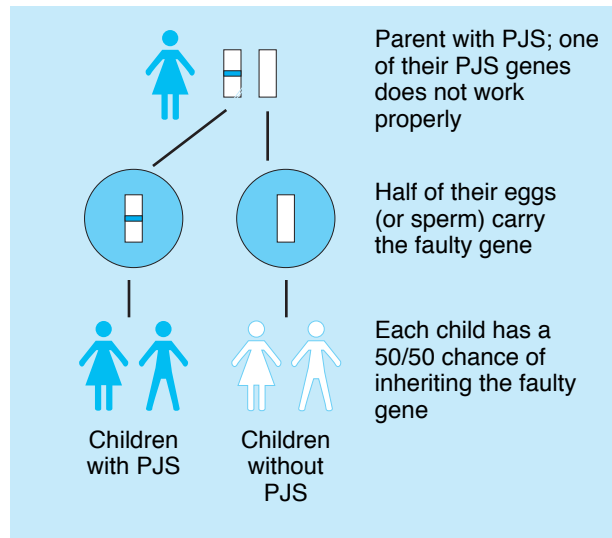 Parent with PJS; one
of their PJS genes
does not work
properly
Half of their eggs
(or sperm) carry
the faulty gene
Each child has a
50/50 chance of
inheriting the faulty
gene
Children
with PJS
Children
without
PJS